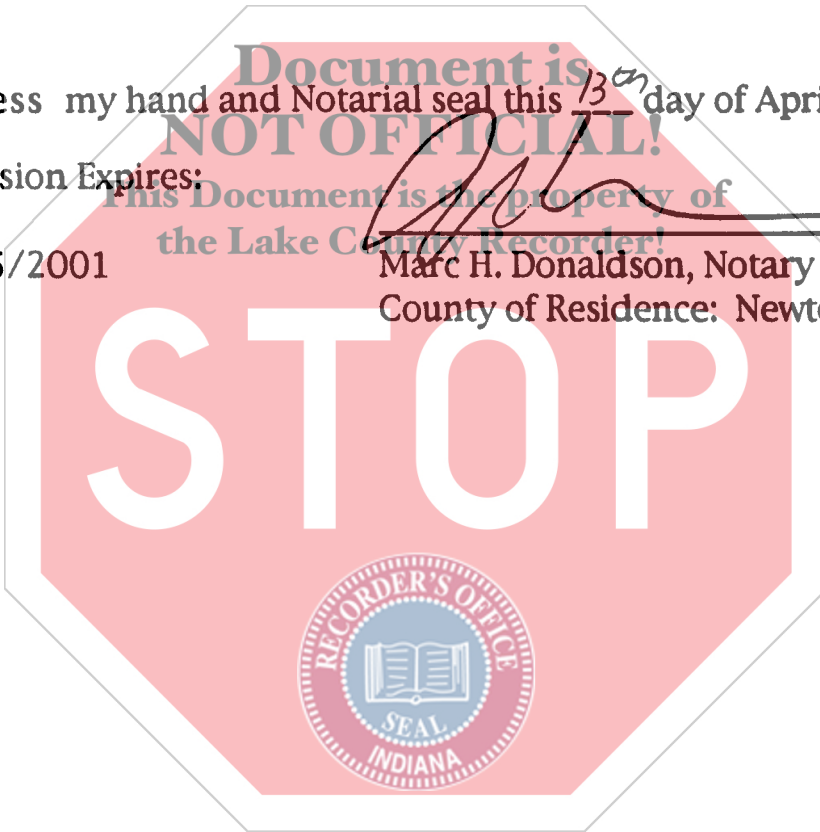 Document is
ess my hand and Notarial seal this 13th day of Apri
NOT OFFICIAL!
sion Expires:
This Document is the property of
the Lake County Recorder!
/2001
Marc H. Donaldson, Notary
County of Residence: Newt
STOP
RECORDER'S OFFICE
SEAL
INDIANA